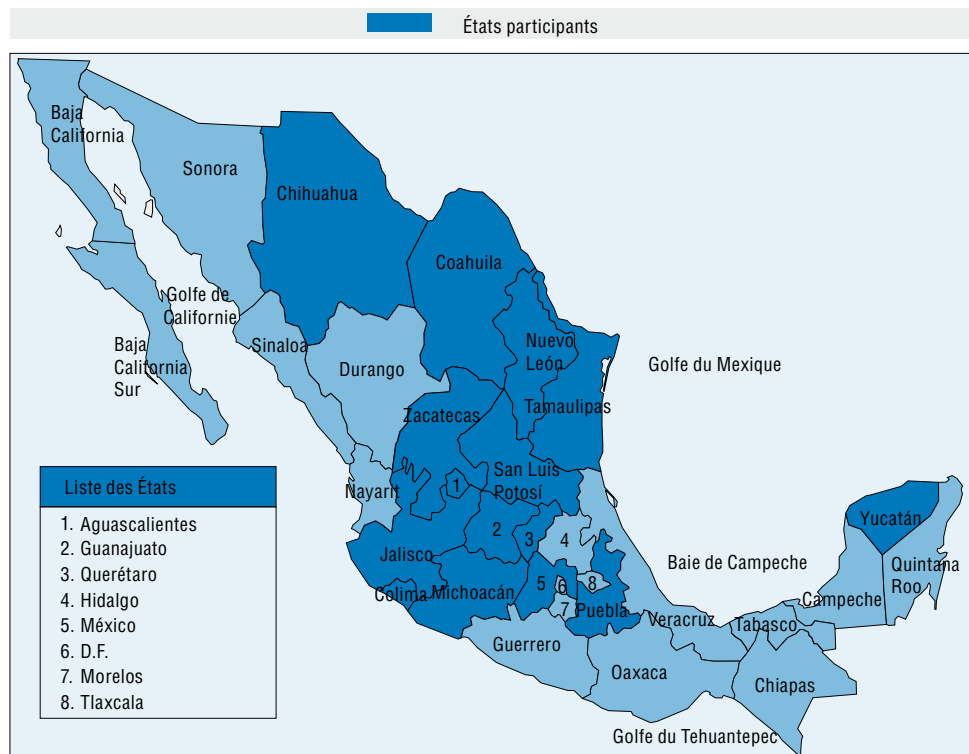 États participants
Baja
California
Sonora
Chihuahua
Coahuila
Golfe de
Californie
Baja
California
Sur
Sinaloa
Durango
Nuevo
León
Golfe du Mexique
Zacatecas
Tamaulipas
Nayarit
San Luis
Potosí
1
2
3
4
5
6
7
8
Jalisco
Colima
Michoacán
Puebla
Guerrero
Oaxaca
Veracruz
Tabasco
Chiapas
Campeche
Yucatán
Quintana
Roo
Baie de Campeche
Golfe du Tehuantepec
Liste des États
1. Aguascalientes
2. Guanajuato
3. Querétaro
4. Hidalgo
5. México
6. D.F.
7. Morelos
8. Tlaxcala